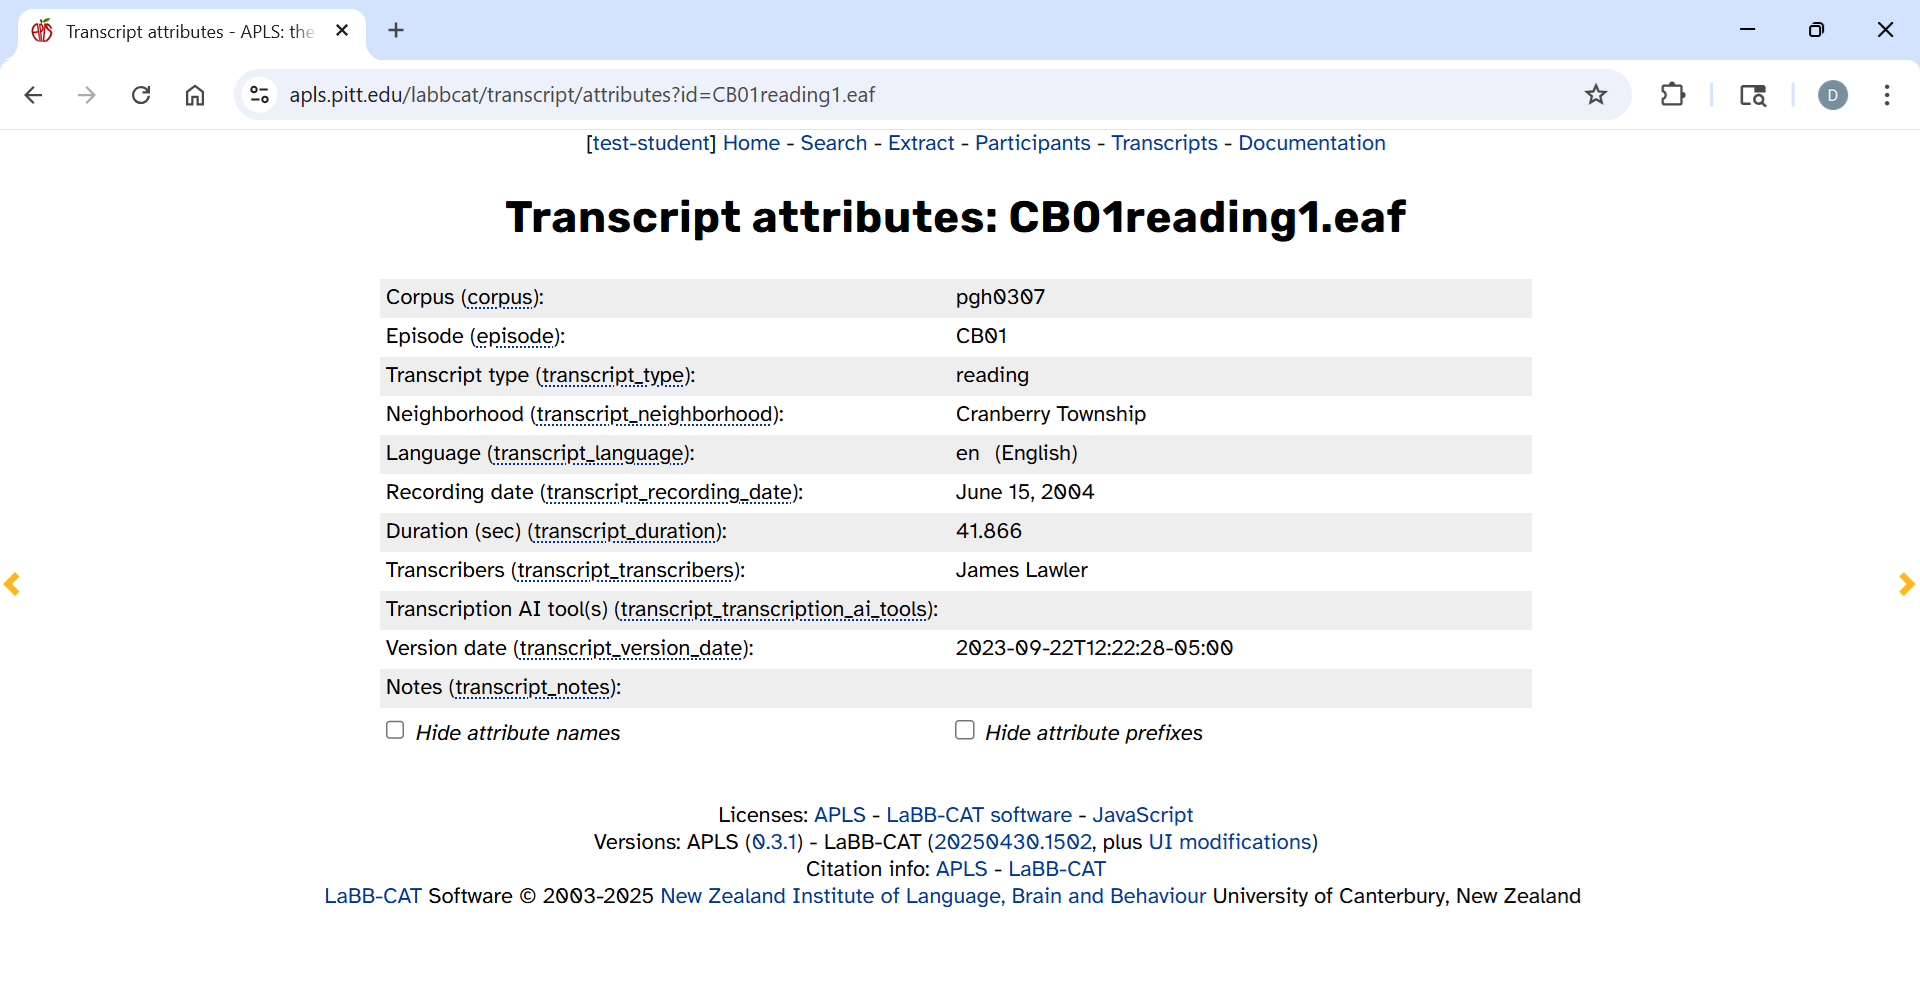 Transcript attributes - APLS: the
apls.pitt.edu/labbcat/transcript/attributes?id=CB01reading1.eaf
D
[test-student] Home - Search - Extract - Participants - Transcripts - Documentation
Transcript attributes: CB01reading1.eaf
Corpus (corpus): pgh0307
Episode (episode): CB01
Transcript type (transcript_type): reading
Neighborhood (transcript_neighborhood): Cranberry Township
Language (transcript_language): en (English)
Recording date (transcript_recording_date): June 15, 2004
Duration (sec) (transcript_duration): 41.866
Transcribers (transcript_transcribers): James Lawler
Transcription AI tool(s) (transcript_transcription_ai_tools):
Version date (transcript_version_date): 2023-09-22T12:22:28-05:00
Notes (transcript_notes):
Hide attribute names Hide attribute prefixes
Licenses: APLS - LaBB-CAT software - JavaScript
Versions: APLS (0.3.1) - LaBB-CAT (20250430.1502, plus UI modifications)
Citation info: APLS - LaBB-CAT
LaBB-CAT Software © 2003-2025 New Zealand Institute of Language, Brain and Behaviour University of Canterbury, New Zealand